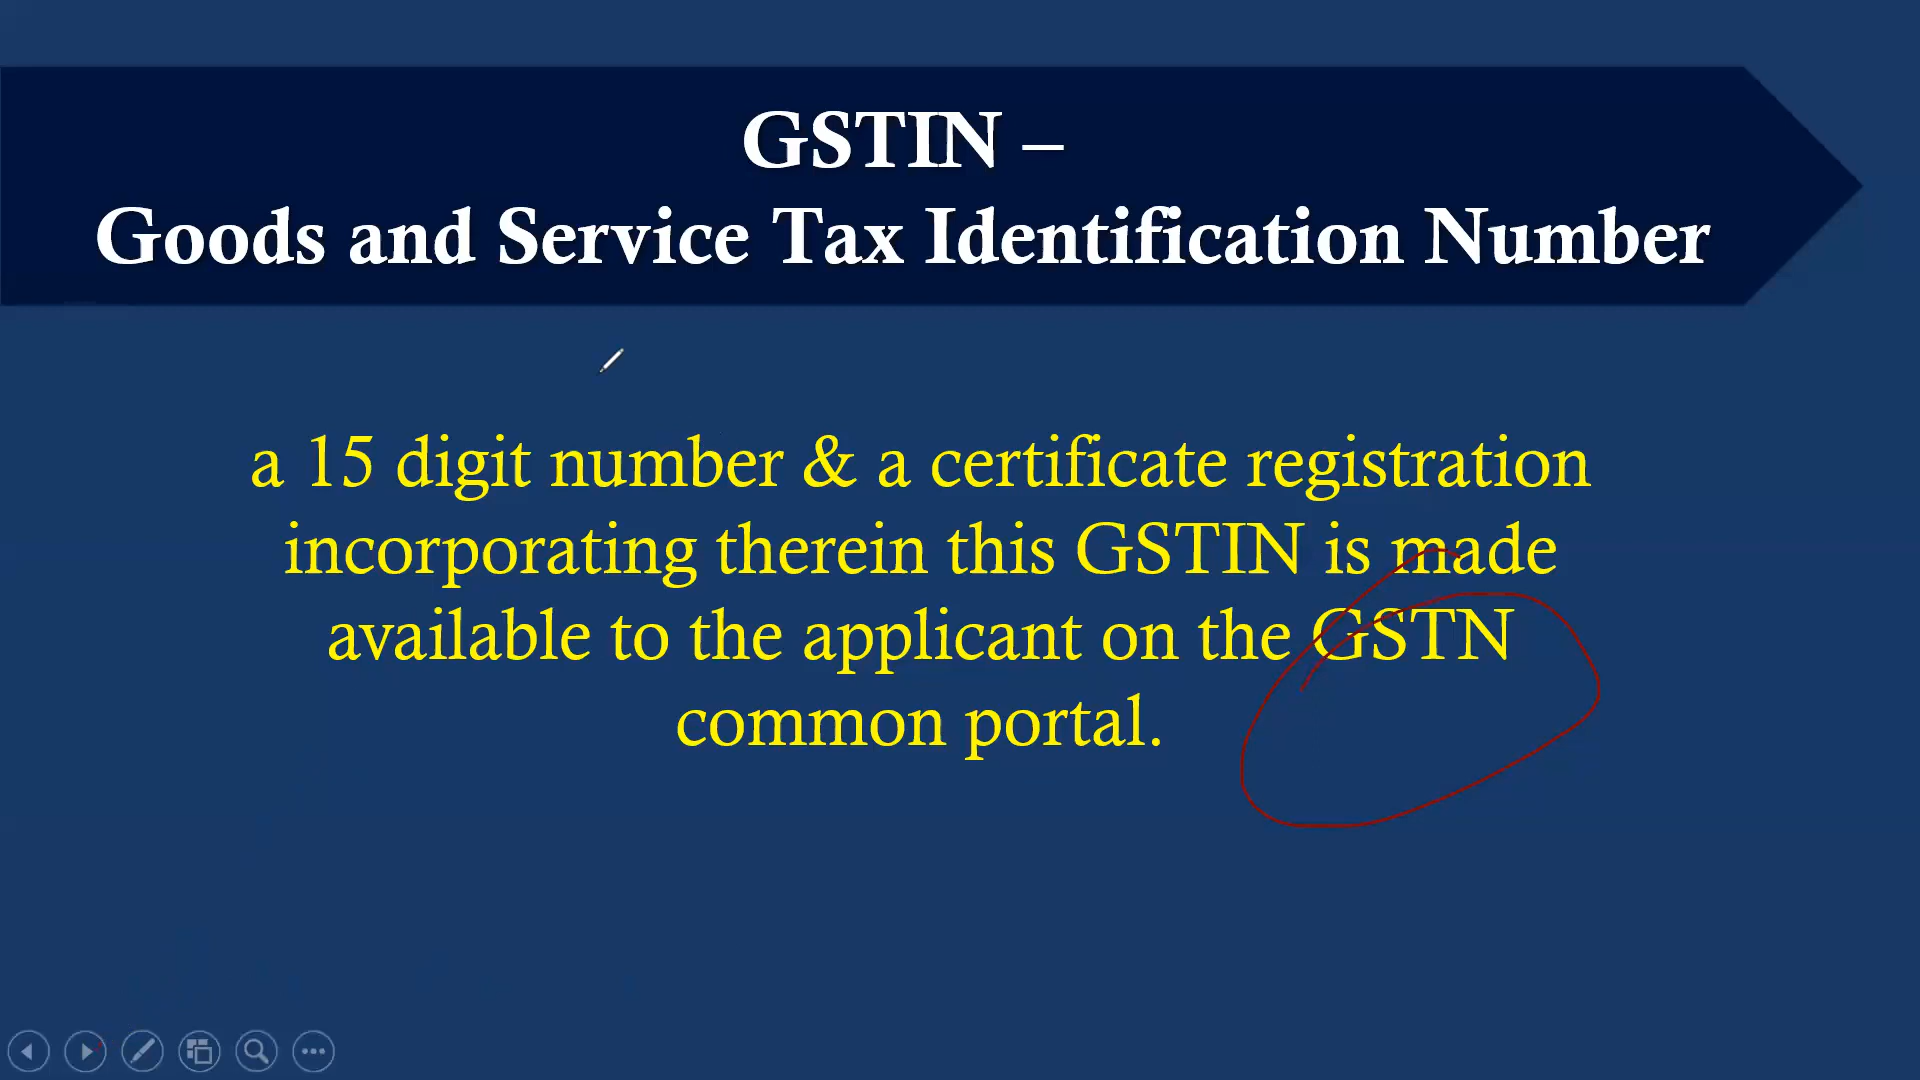 GSTIN –
Goods and Service Tax Identification Number
a 15 digit number & a certificate registration
incorporating therein this GSTIN is made
available to the applicant on the GSTN
common portal.